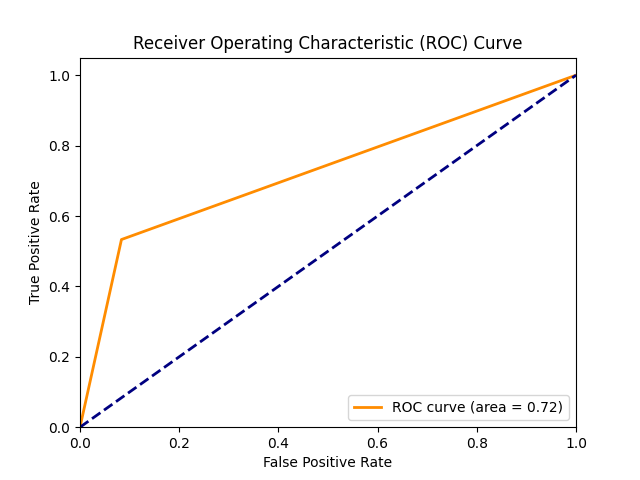 Receiver Operating Characteristic (ROC) Curve
True Positive Rate
1.0
0.8
0.6
0.4
0.2
0.0
ROC curve (area = 0.72)
0.0 0.2 0.4 0.6 0.8 1.0
False Positive Rate